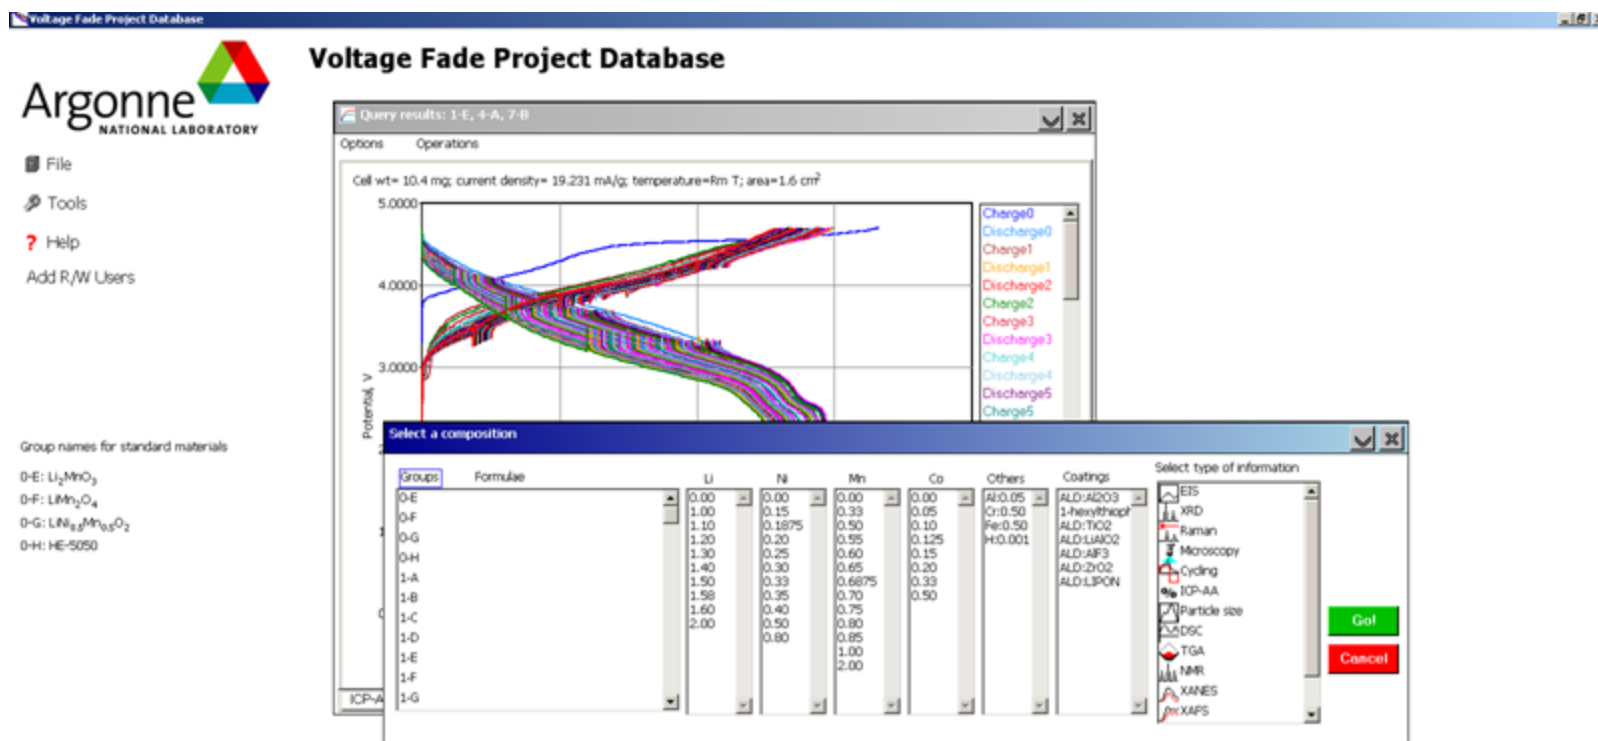 Voltage Fade Project Database
Voltage Fade Project Database
Argonne
NATIONAL LABORATORY
File
Tools
? Help
Add R/W Users
Group names for standard materials
0-E: Li₂MnO₃
0-F: LiMn₂O₄
0-G: LiNi₀.₅Mn₀.₅O₂
0-H: HE-5050
Query results: 1-E, 4-A, 7-B
Options Operations
Cell wt= 10.4 mg; current density= 19.231 mA/g; temperature=Rm T; area=1.6 cm²
5.0000
4.0000
3.0000
Potential, V
Charge0
Discharge0
Charge1
Discharge1
Discharge2
Charge2
Charge3
Discharge3
Charge4
Discharge4
Discharge5
Charge5
ICP-A
Select a composition
Groups Formulae
0-E
0-F
0-G
0-H
1-A
1-B
1-C
1-D
1-E
1-F
1-G
Li
0.00
1.00
1.10
1.20
1.30
1.40
1.50
1.58
1.60
2.00
Ni
0.00
0.15
0.1875
0.20
0.25
0.30
0.33
0.35
0.40
0.50
0.80
Mn
0.00
0.33
0.50
0.55
0.60
0.65
0.6875
0.70
0.75
0.80
0.85
1.00
2.00
Co
0.00
0.05
0.10
0.125
0.15
0.20
0.33
0.50
Others
Al:0.05
Cr:0.50
Fe:0.50
H:0.001
Coatings
ALD:Al2O3
1-hexylthioph
ALD:TiO2
ALD:LiAlO2
ALD:AlF3
ALD:ZrO2
ALD:LIPON
Select type of information
EIS
XRD
Raman
Microscopy
Cycling
% ICP-AA
Particle size
DSC
TGA
NMR
XANES
XAFS
Go!
Cancel